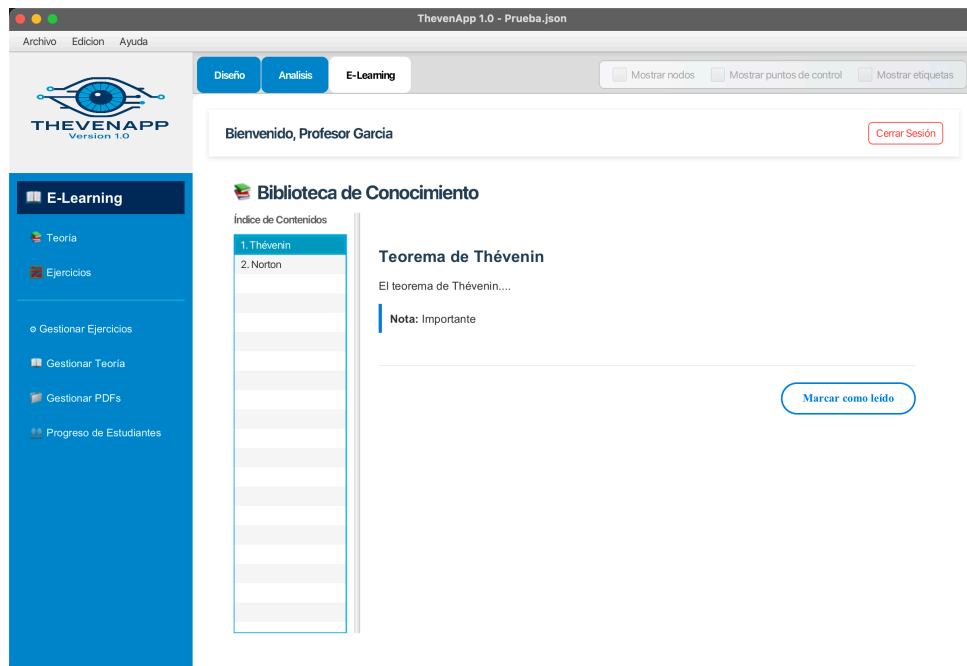 ThevenApp 1.0 - Prueba.json
Archivo Edicion Ayuda
THEVENAPP
Version 1.0
Diseño Analisis E-Learning
Mostrar nodos Mostrar puntos de control Mostrar etiquetas
Bienvenido, Profesor Garcia
Cerrar Sesión
E-Learning
Teoría
Ejercicios
Gestionar Ejercicios
Gestionar Teoría
Gestionar PDFs
Progreso de Estudiantes
Biblioteca de Conocimiento
Índice de Contenidos
1. Thévenin
2. Norton
Teorema de Thévenin
El teorema de Thévenin....
Nota: Importante
Marcar como leído